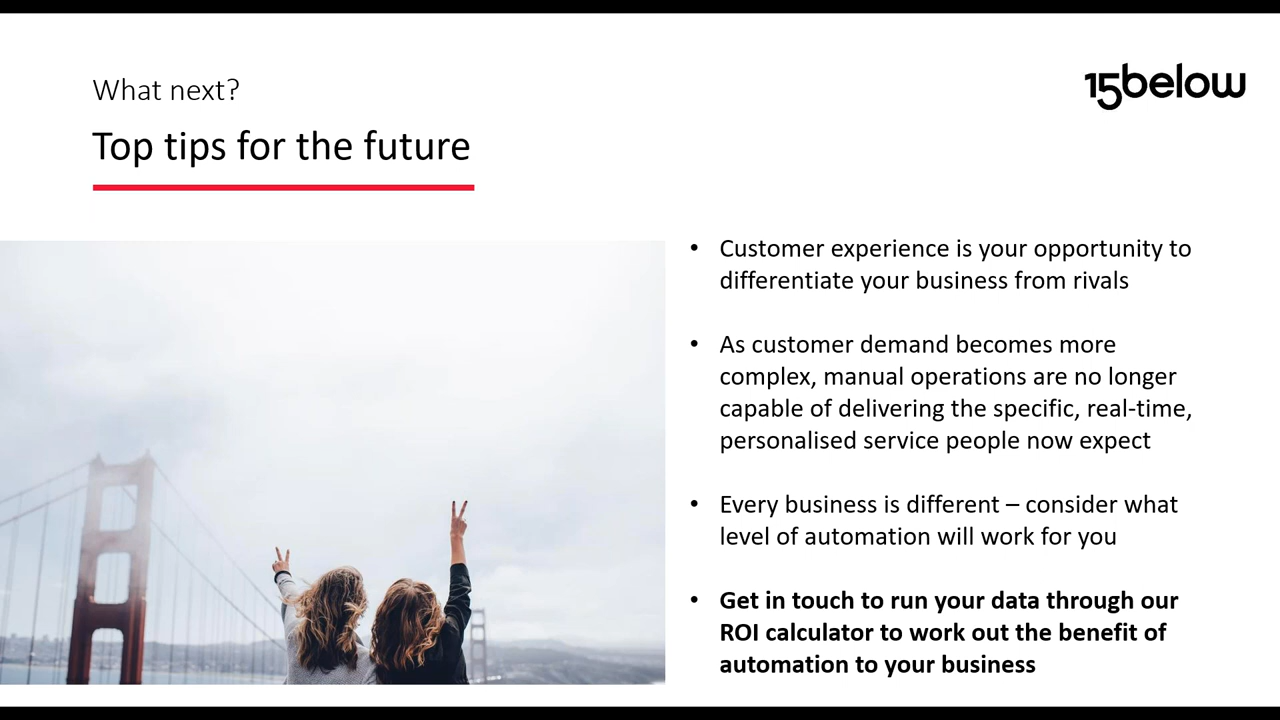 What next?
15below
Top tips for the future
• Customer experience is your opportunity to
differentiate your business from rivals
• As customer demand becomes more
complex, manual operations are no longer
capable of delivering the specific, real-time,
personalised service people now expect
• Every business is different – consider what
level of automation will work for you
• Get in touch to run your data through our
ROI calculator to work out the benefit of
automation to your business